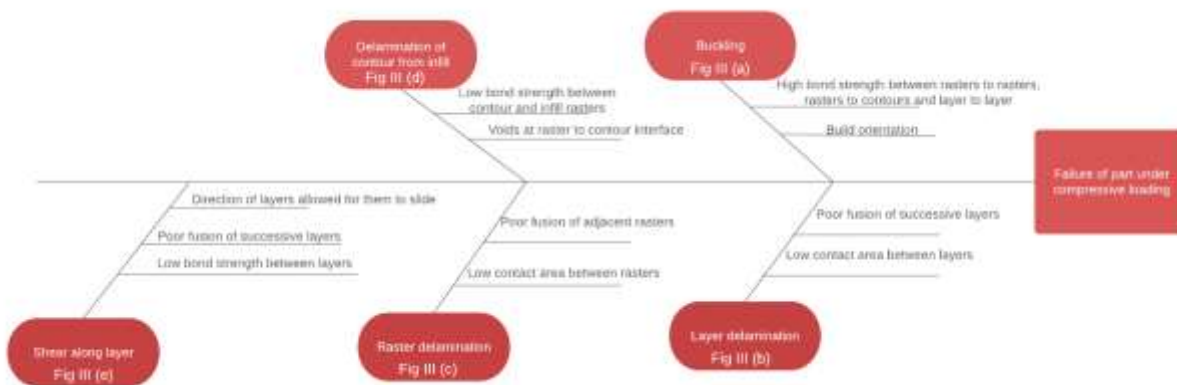 Delamination of
contour from infill
Fig III (d)
Buckling
Fig III (a)
Low bond strength between
contour and infill rasters
Voids at raster to contour interface
High bond strength between rasters to rasters,
rasters to contours and layer to layer
Build orientation
Failure of part under
compressive loading
Direction of layers allowed for them to slide
Poor fusion of successive layers
Low bond strength between layers
Poor fusion of adjacent rasters
Low contact area between rasters
Poor fusion of successive layers
Low contact area between layers
Shear along layer
Fig III (e)
Raster delamination
Fig III (c)
Layer delamination
Fig III (b)